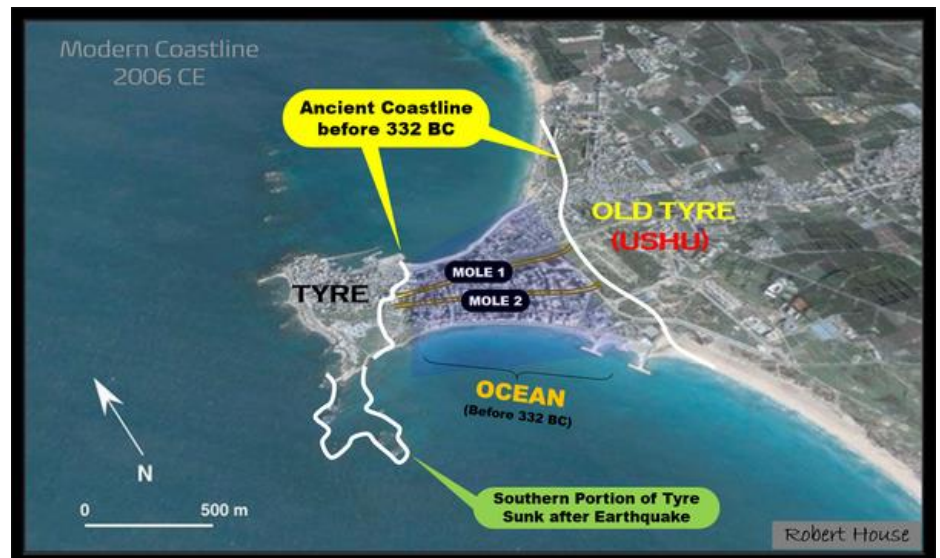 Modern Coastline
2006 CE
Ancient Coastline
before 332 BC
OLD TYRE
(USHU)
MOLE 1
TYRE
MOLE 2
OCEAN
(Before 332 BC)
N
0 500 m
Southern Portion of Tyre
Sunk after Earthquake
Robert House